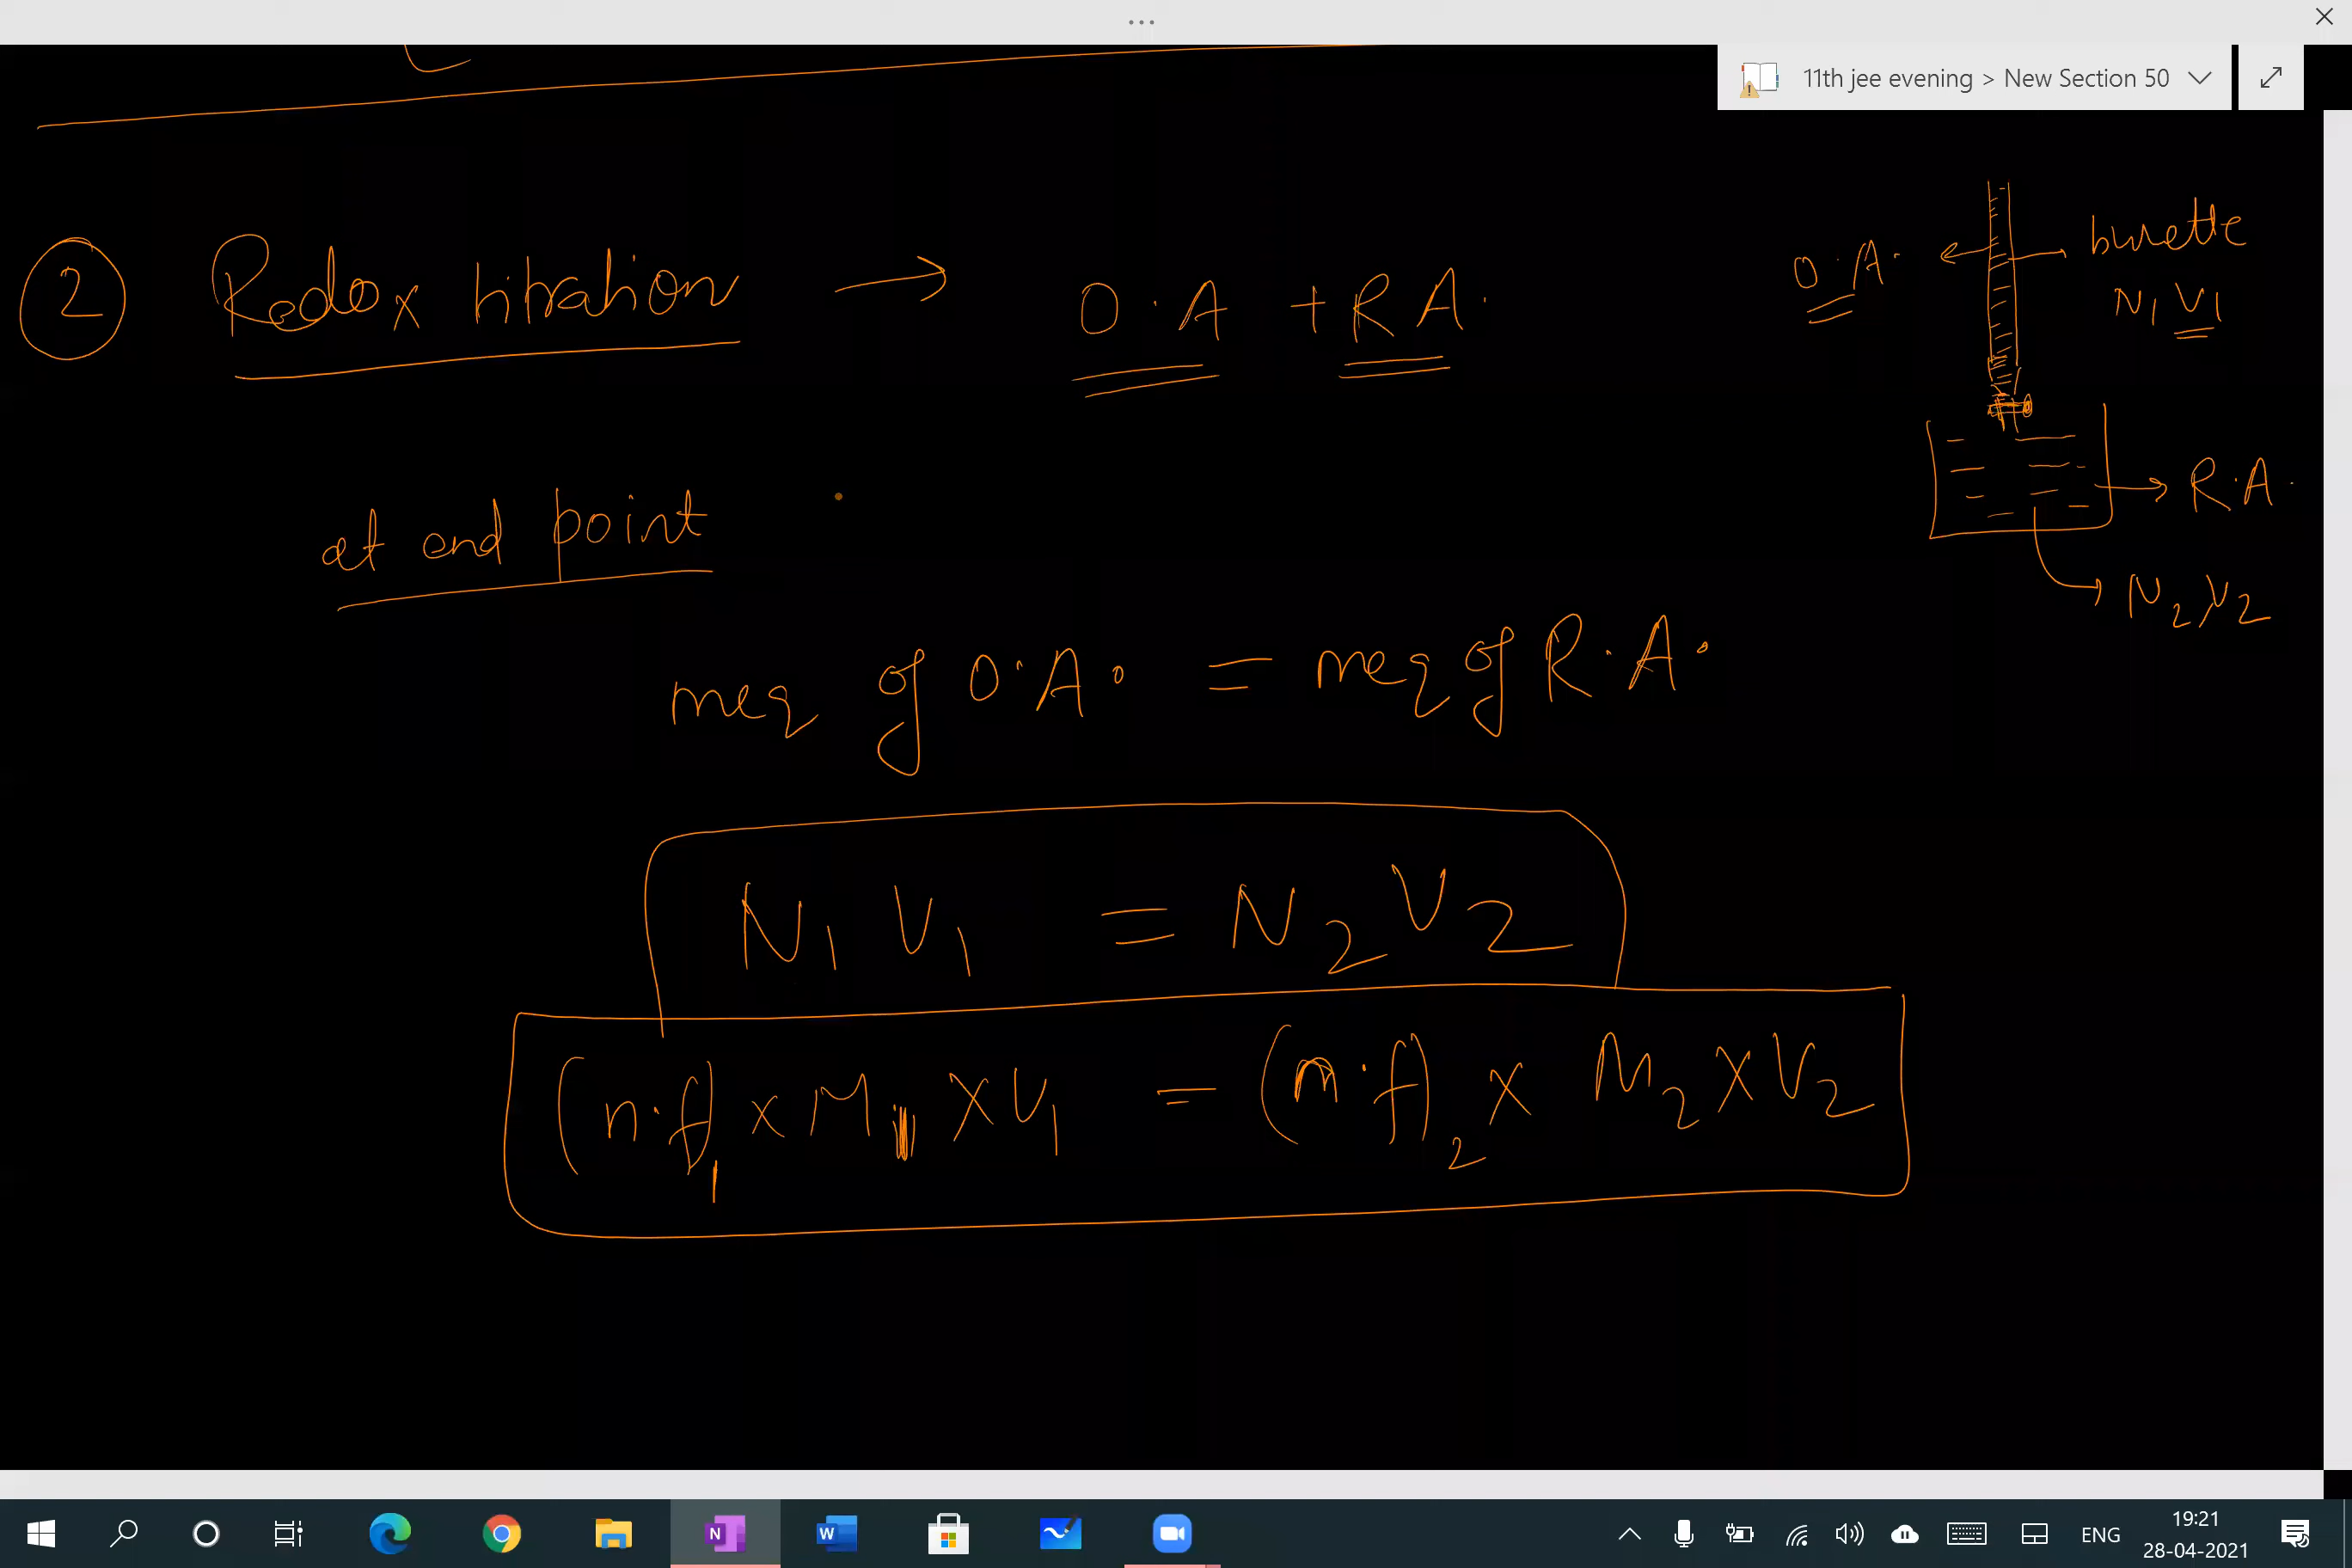 ...
11th jee evening > New Section 50
② Redox titration → O.A + R A.
O.A. ← → burette
N₁ V₁
→ R.A.
→ N₂V₂
at end point
meq of O.A. = meq of R.A.
N₁ V₁ = N₂ V₂
(n.f)₁ × M₁ × V₁ = (n.f)₂ × M₂ × V₂
N
W
ENG
19:21
28-04-2021